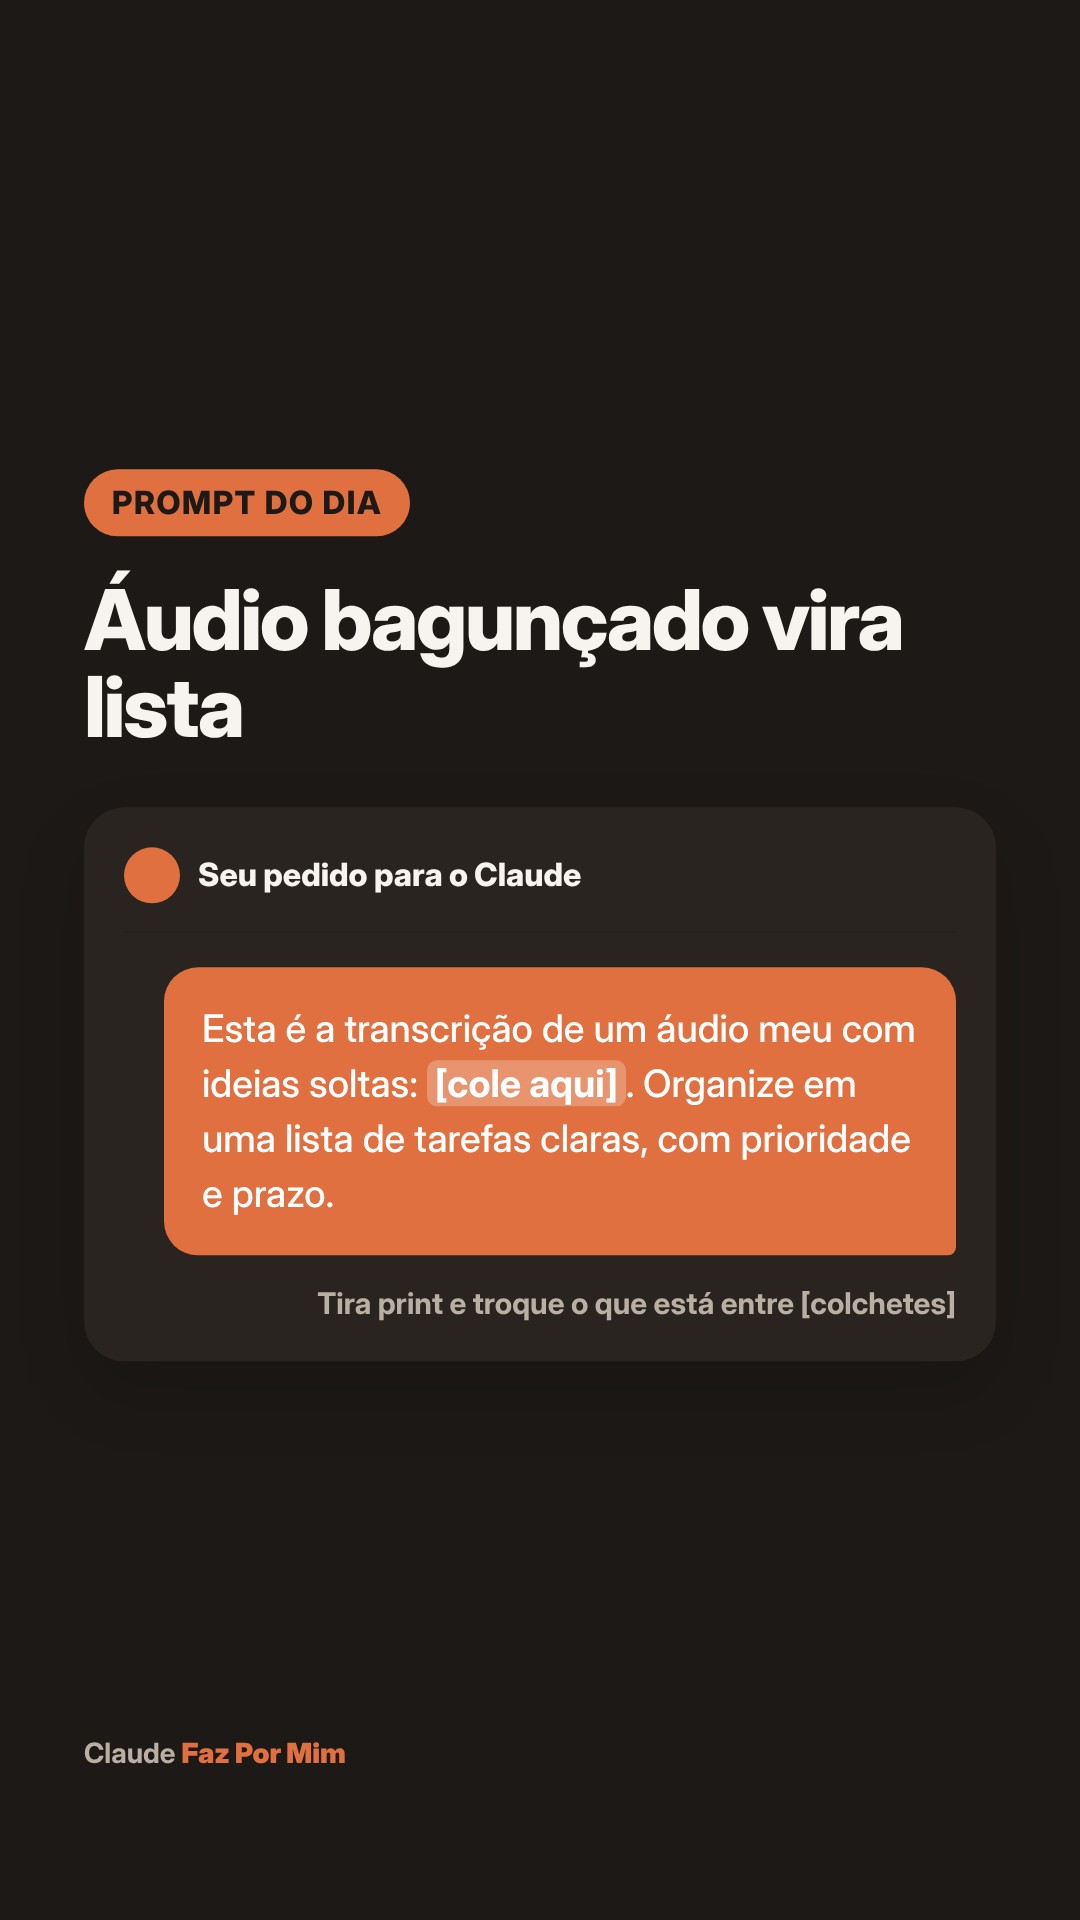 PROMPT DO DIA
Áudio bagunçado vira
lista
Seu pedido para o Claude
Esta é a transcrição de um áudio meu com
ideias soltas: [cole aqui]. Organize em
uma lista de tarefas claras, com prioridade
e prazo.
Tira print e troque o que está entre [colchetes]
Claude Faz Por Mim